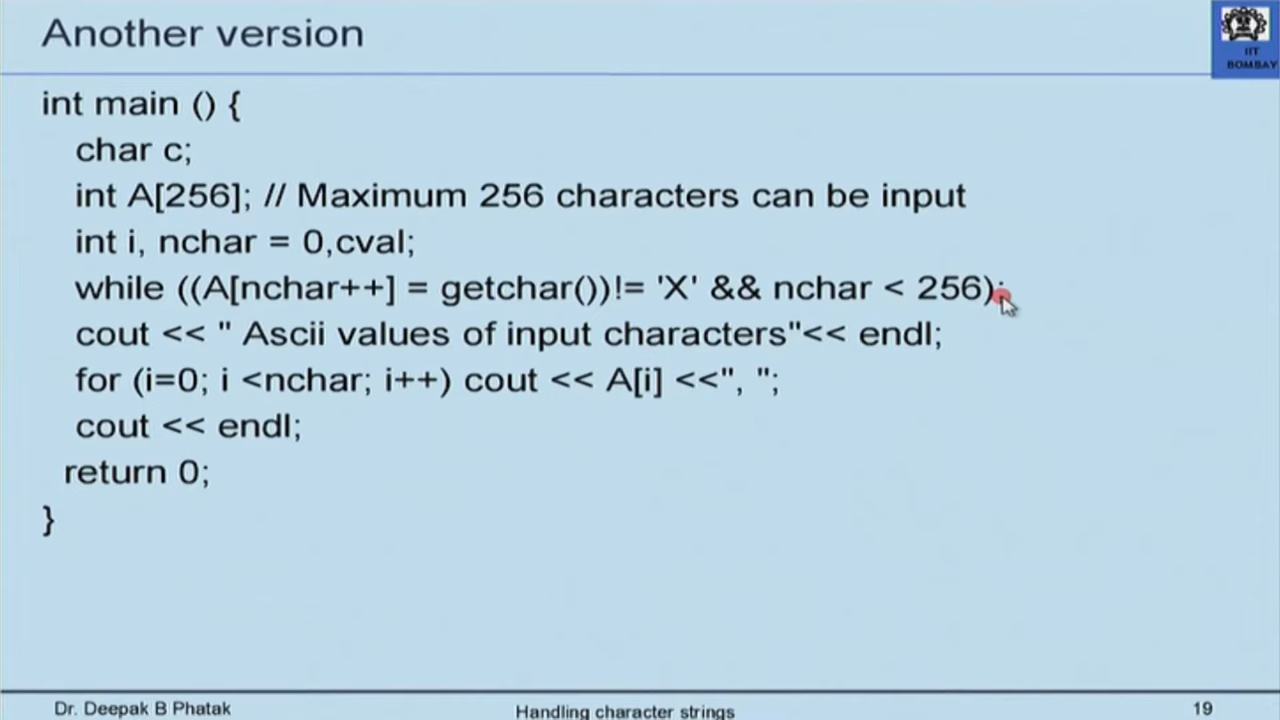 Another version
IIT
BOMBAY
int main () {
char c;
int A[256]; // Maximum 256 characters can be input
int i, nchar = 0,cval;
while ((A[nchar++] = getchar())!= 'X' && nchar < 256);
cout << " Ascii values of input characters"<< endl;
for (i=0; i <nchar; i++) cout << A[i] <<", ";
cout << endl;
return 0;
}
Dr. Deepak B Phatak
Handling character strings
19